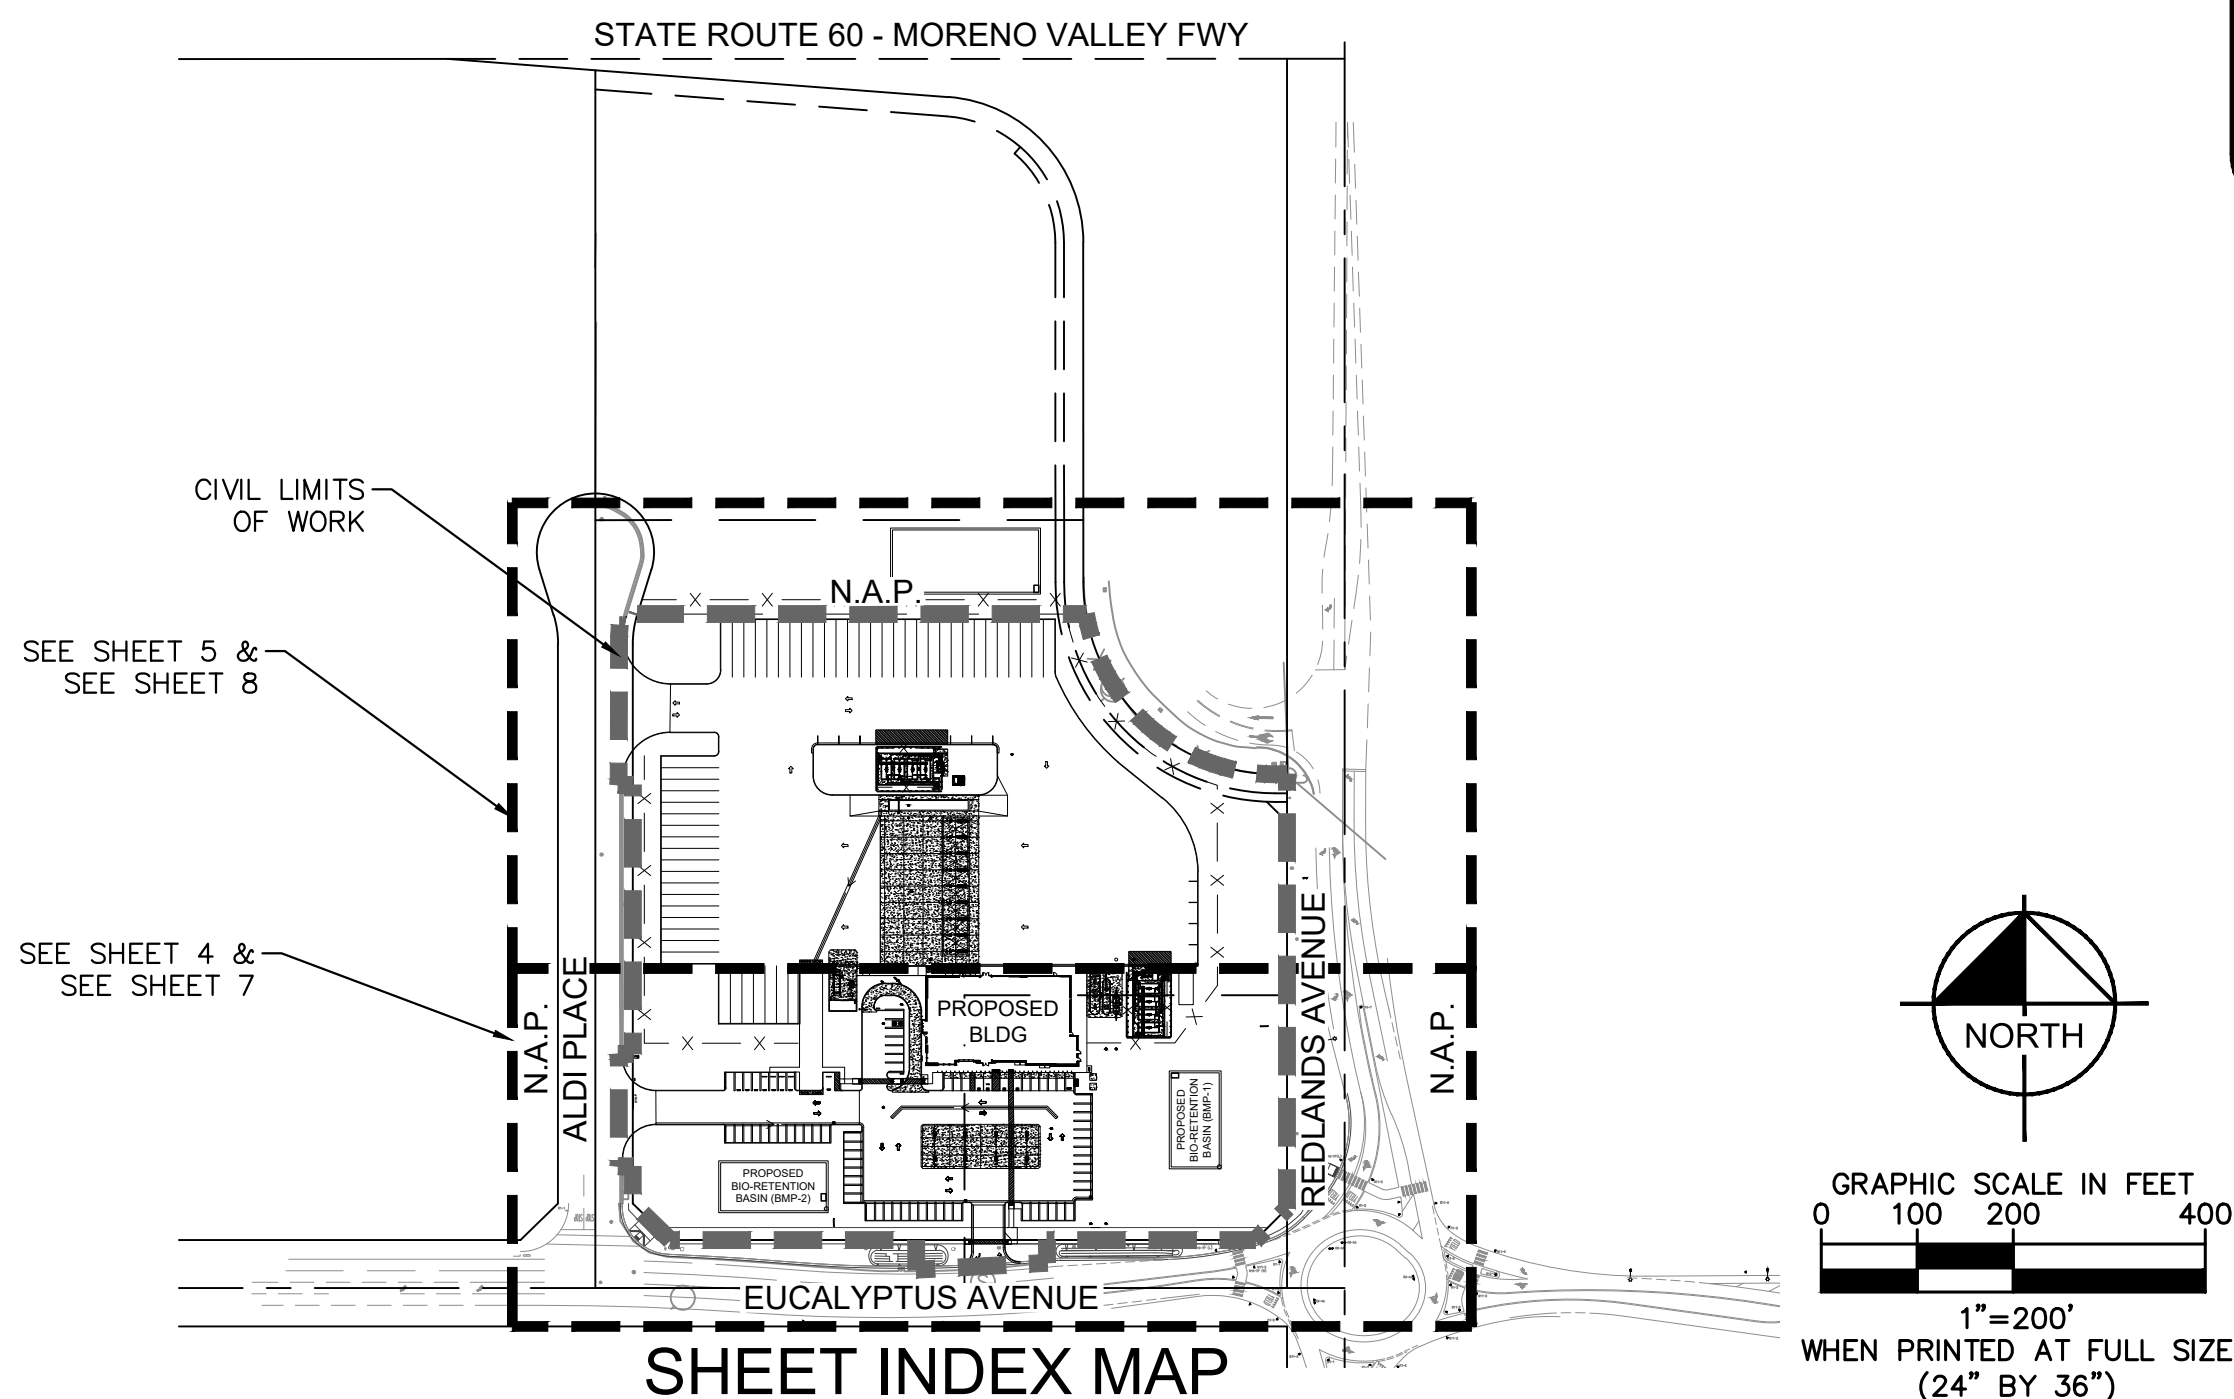 STATE ROUTE 60 - MORENO VALLEY FWY
CIVIL LIMITS
OF WORK
N.A.P.
SEE SHEET 5 &
SEE SHEET 8
SEE SHEET 4 &
SEE SHEET 7
N.A.P.
ALDI PLACE
PROPOSED
BLDG
REDLANDS AVENUE
N.A.P.
PROPOSED
BIO-RETENTION
BASIN (BMP-1)
PROPOSED
BIO-RETENTION
BASIN (BMP-2)
EUCALYPTUS AVENUE
SHEET INDEX MAP
NORTH
GRAPHIC SCALE IN FEET
0 100 200 400
1"=200'
WHEN PRINTED AT FULL SIZE
(24" BY 36")